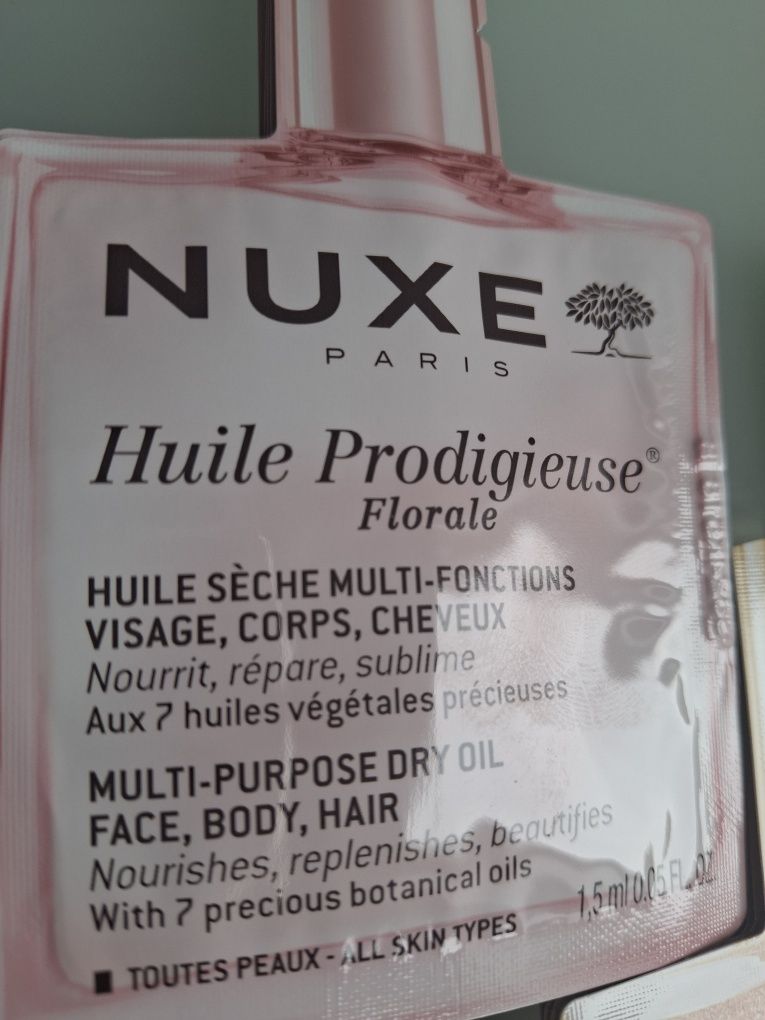 NUXE
PARIS
Huile Prodigieuse®
Florale
HUILE SÈCHE MULTI-FONCTIONS
VISAGE, CORPS, CHEVEUX
Nourrit, répare, sublime
Aux 7 huiles végétales précieuses
MULTI-PURPOSE DRY OIL
FACE, BODY, HAIR
Nourishes, replenishes, beautifies
With 7 precious botanical oils
1,5 ml 0.05 FL. OZ.
TOUTES PEAUX - ALL SKIN TYPES